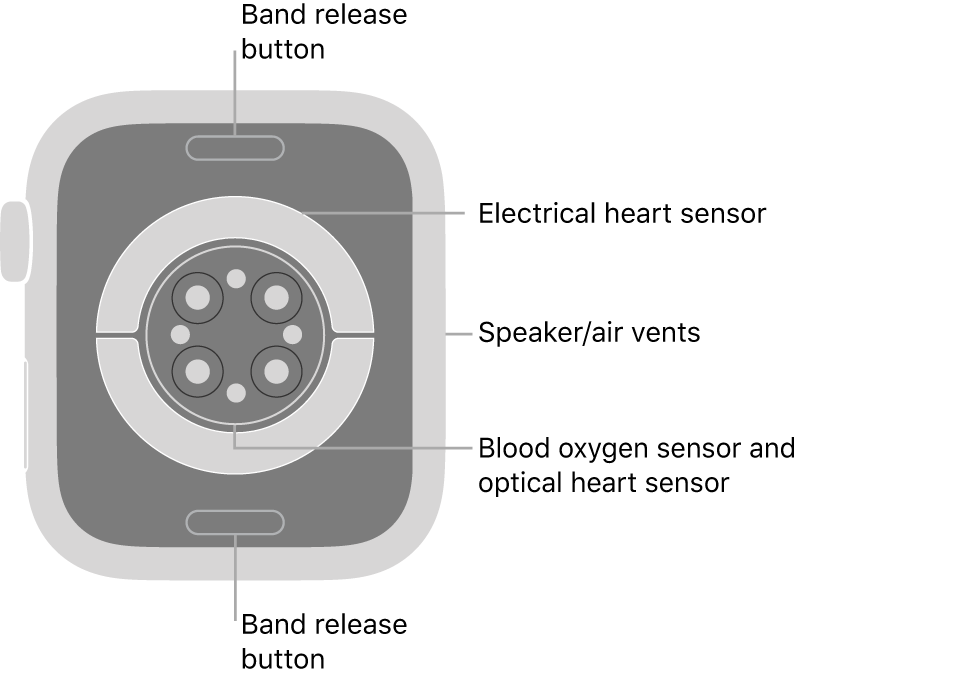 Band release
button
Electrical heart sensor
Speaker/air vents
Blood oxygen sensor and
optical heart sensor
Band release
button